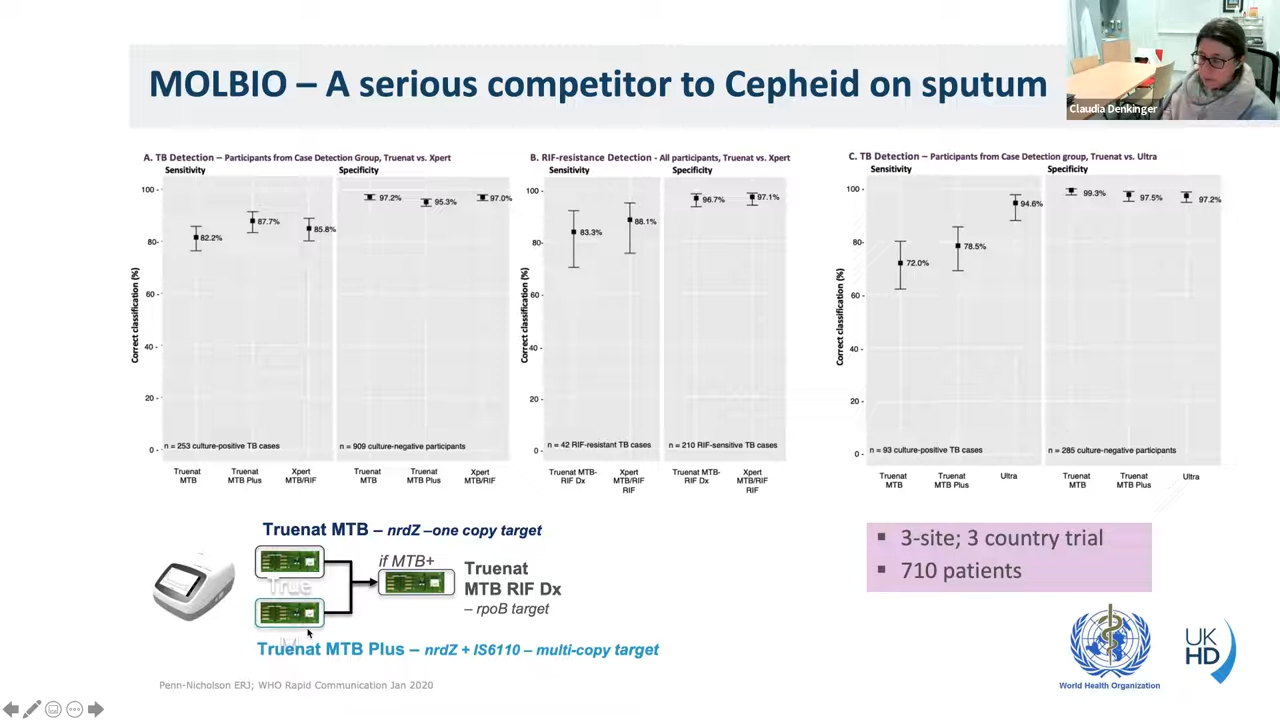 MOLBIO – A serious competitor to Cepheid on sputum
Claudia Denkinger
A. TB Detection – Participants from Case Detection Group, Truenat vs. Xpert
Sensitivity
Specificity
Correct classification (%)
100
80
60
40
20
0
82.2%
87.7%
85.8%
97.2%
95.3%
97.0%
n = 253 culture-positive TB cases
n = 909 culture-negative participants
Truenat MTB
Truenat MTB Plus
Xpert MTB/RIF
Truenat MTB
Truenat MTB Plus
Xpert MTB/RIF
B. RIF-resistance Detection - All participants, Truenat vs. Xpert
Sensitivity
Specificity
Correct classification (%)
100
80
60
40
20
0
83.3%
88.1%
96.7%
97.1%
n = 42 RIF-resistant TB cases
n = 210 RIF-sensitive TB cases
Truenat MTB-RIF Dx
Xpert MTB/RIF RIF
Truenat MTB-RIF Dx
Xpert MTB/RIF RIF
C. TB Detection – Participants from Case Detection group, Truenat vs. Ultra
Sensitivity
Specificity
Correct classification (%)
100
80
60
40
20
0
72.0%
78.5%
94.6%
99.3%
97.5%
97.2%
n = 93 culture-positive TB cases
n = 285 culture-negative participants
Truenat MTB
Truenat MTB Plus
Ultra
Truenat MTB
Truenat MTB Plus
Ultra
Truenat MTB – nrdZ –one copy target
True
if MTB+
Truenat
MTB RIF Dx
– rpoB target
M
Truenat MTB Plus – nrdZ + IS6110 – multi-copy target
3-site; 3 country trial
710 patients
Penn-Nicholson ERJ; WHO Rapid Communication Jan 2020
World Health Organization
UK
HD